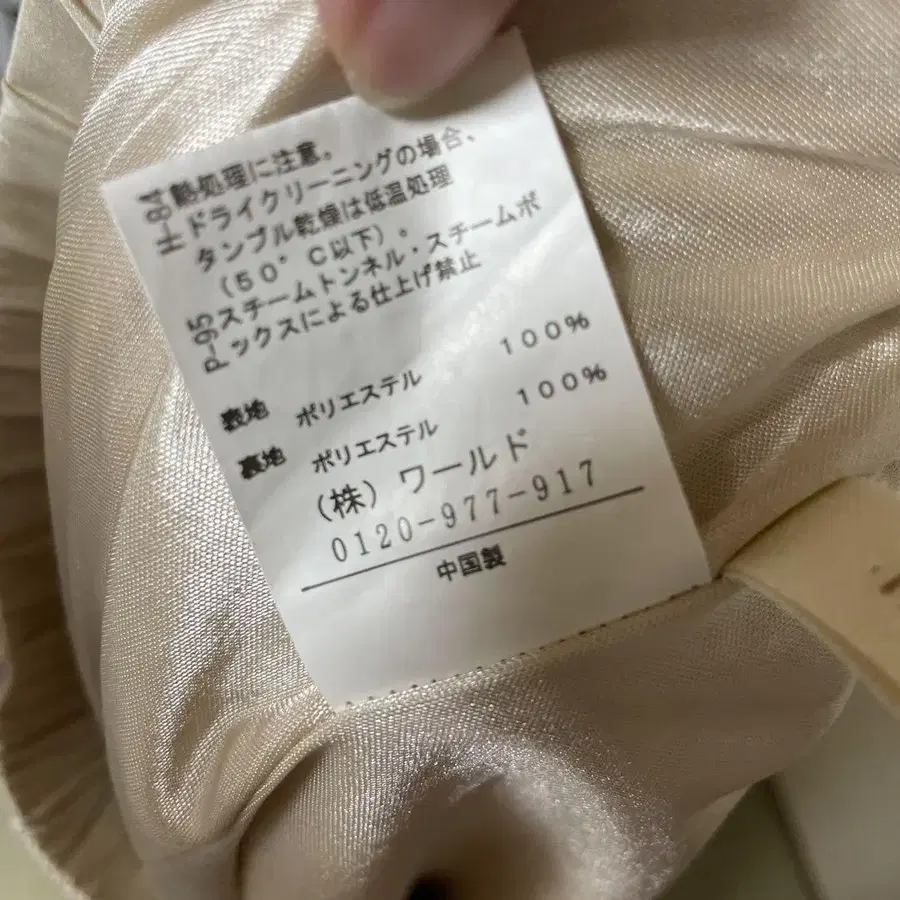 H-84 熱処理に注意。
ドライクリーニングの場合、
タンブル乾燥は低温処理
(50°C以下)。
P-95 スチームトンネル・スチームボ
ックスによる仕上げ禁止
表地 ポリエステル 100%
裏地 ポリエステル 100%
(株)ワールド
0120-977-917
中国製